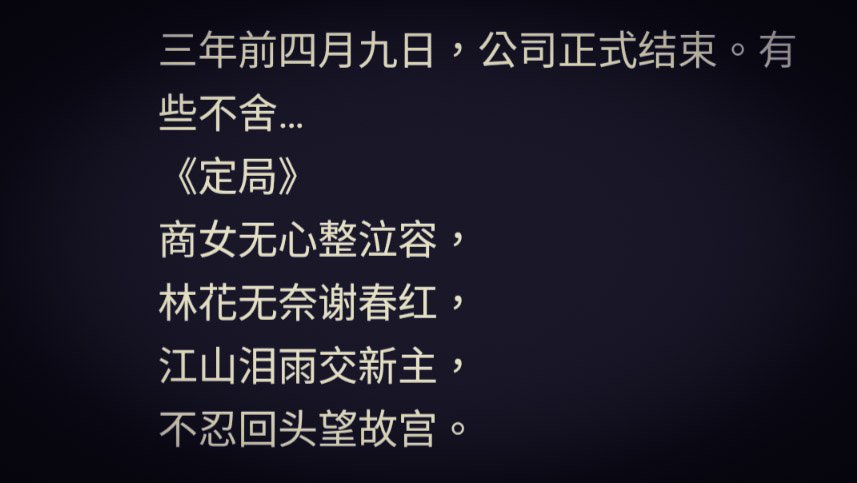 三年前四月九日，公司正式结束。有
些不舍...
《定局》
商女无心整泣容，
林花无奈谢春红，
江山泪雨交新主，
不忍回头望故宫。